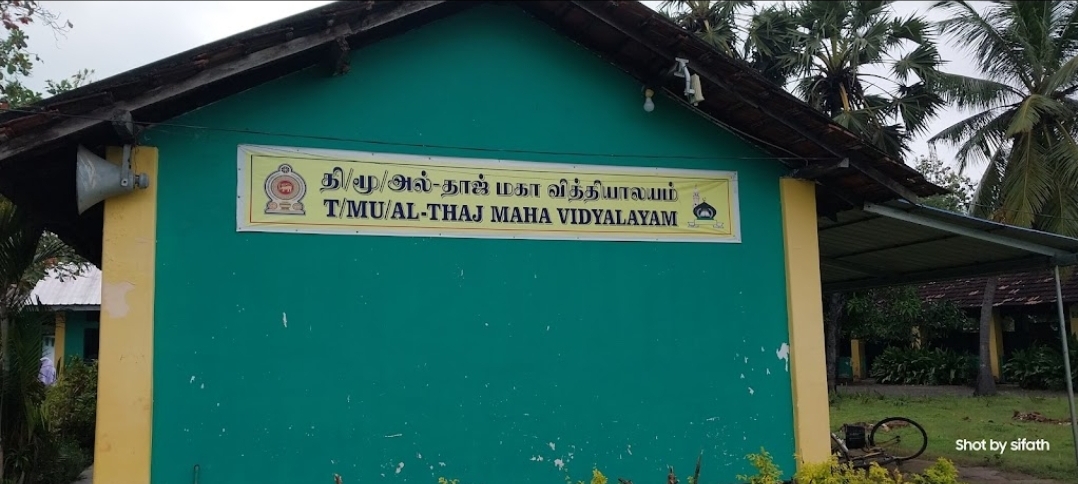 தி/மூ/அல்-தாஜ் மகா வித்தியாலயம்
T/MU/AL-THAJ MAHA VIDYALAYAM
Shot by sifath